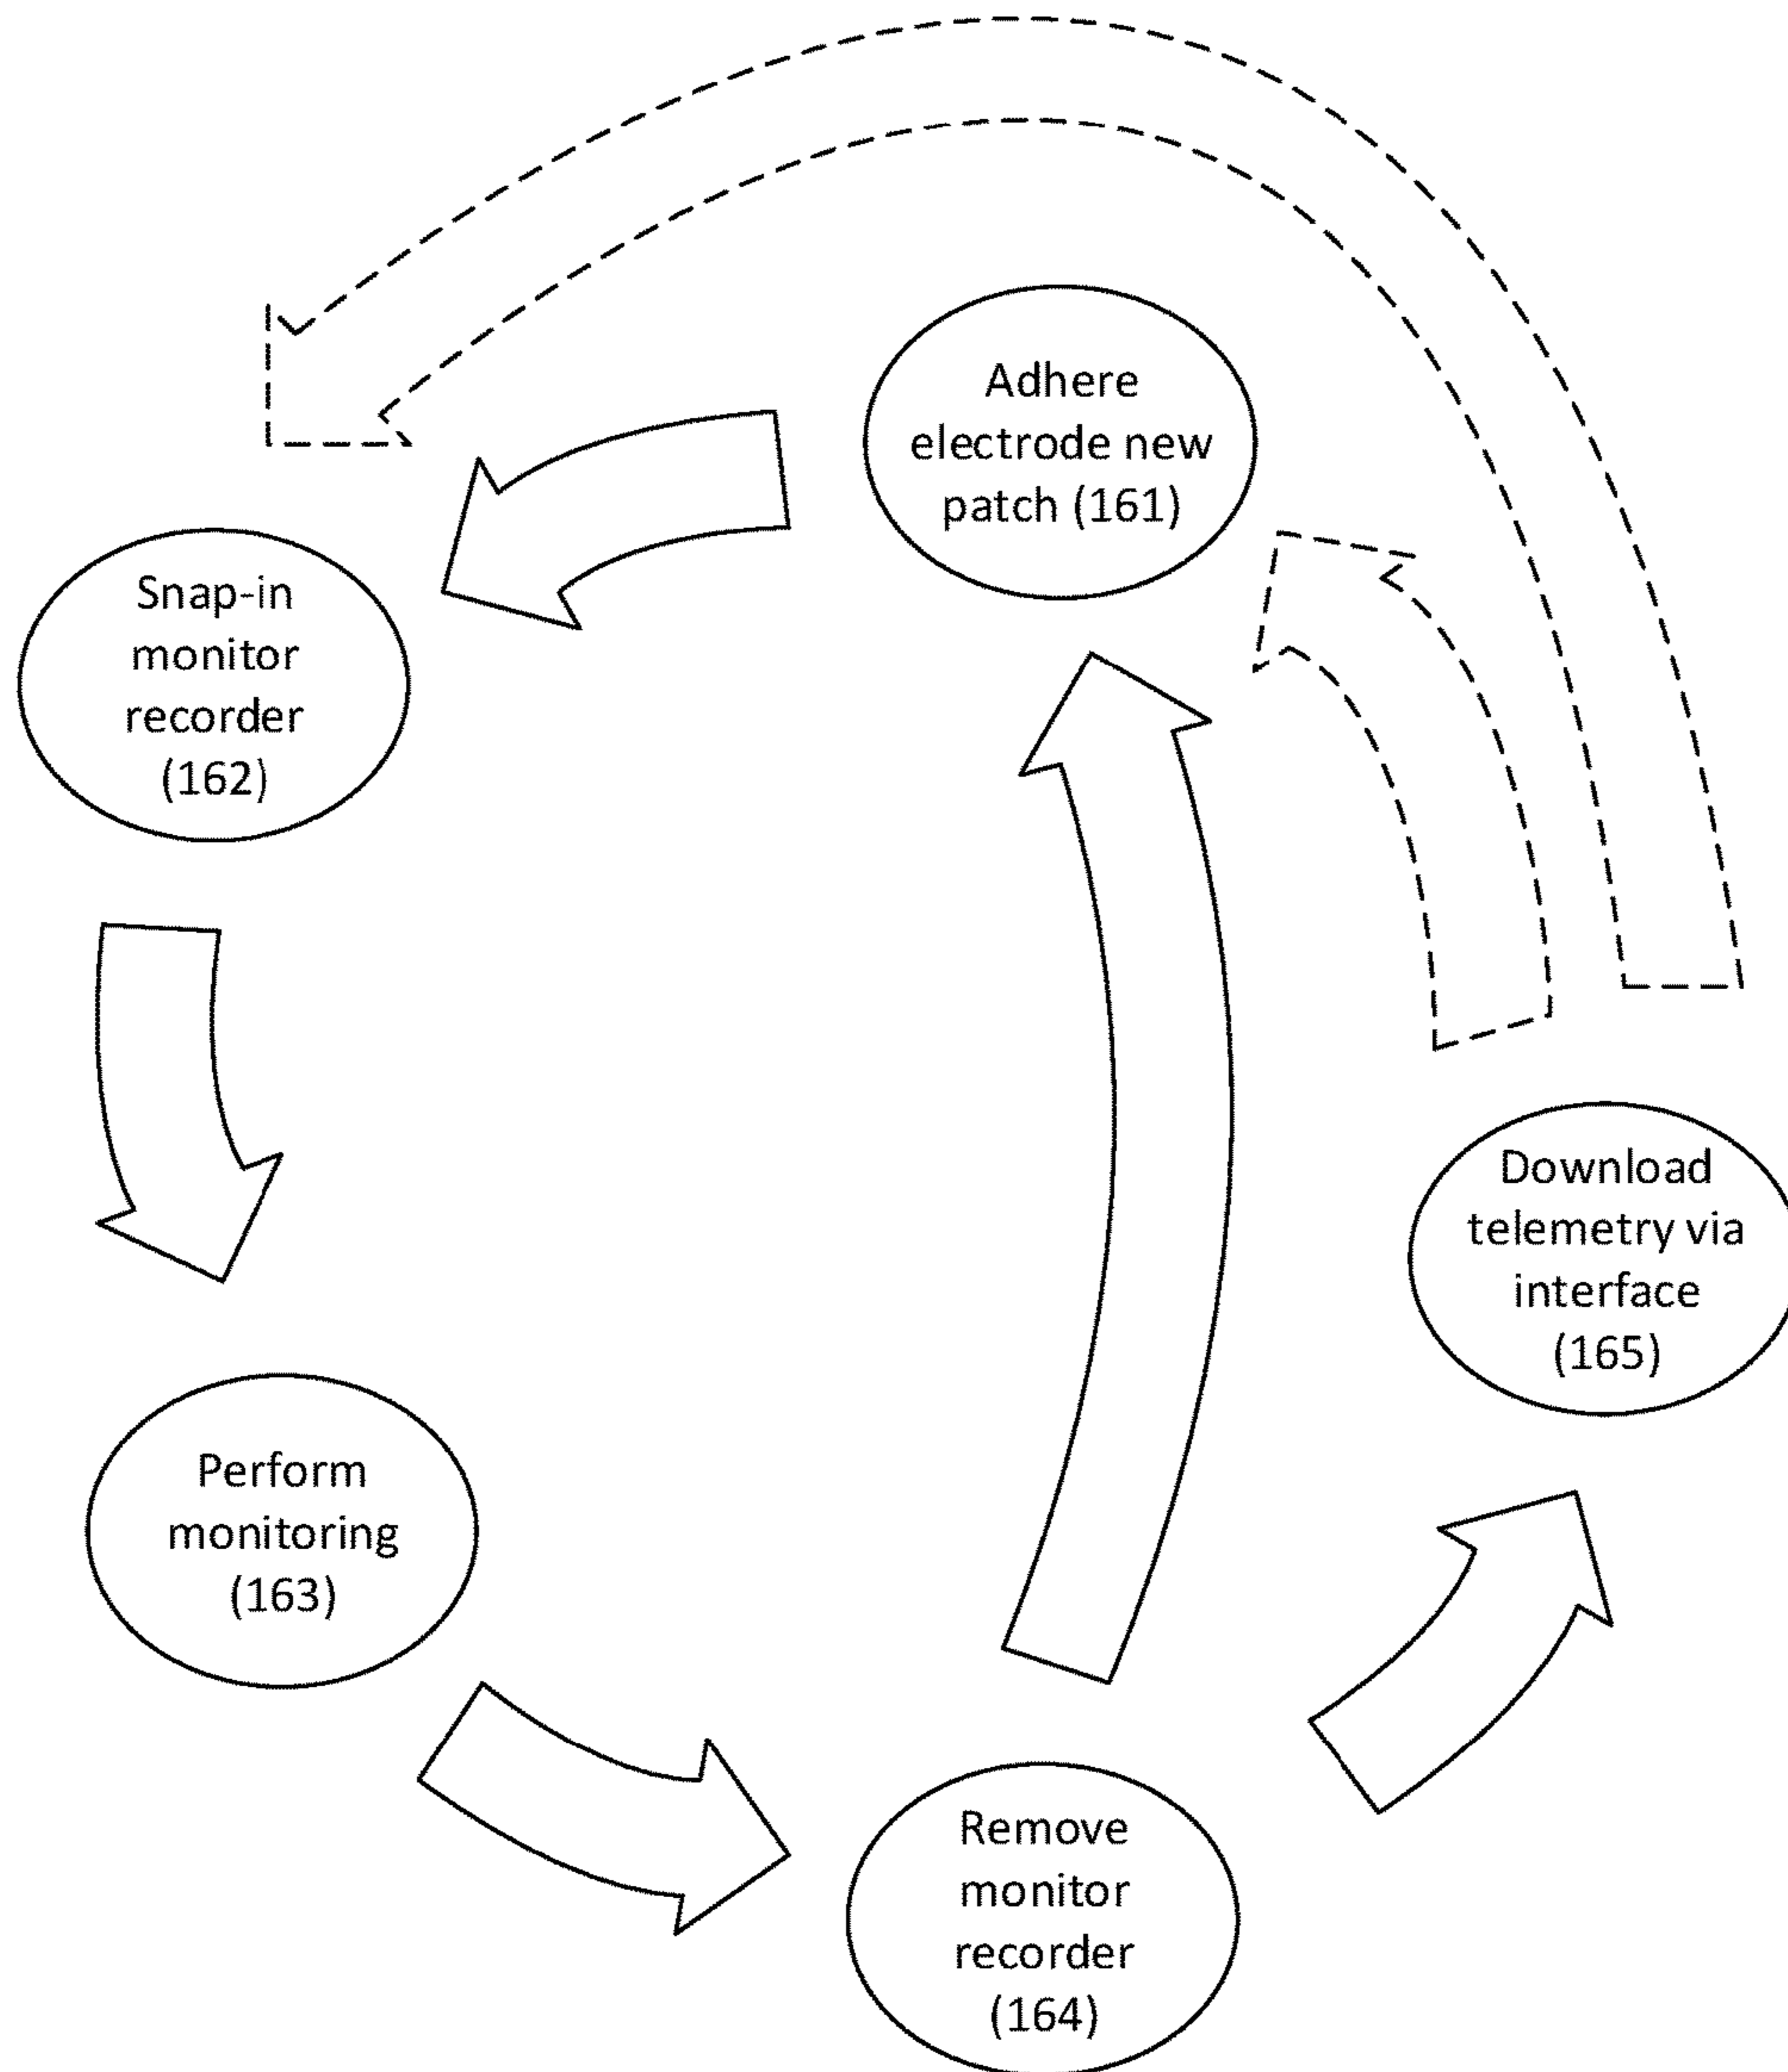 Adhere
electrode new
patch (161)
Snap-in
monitor
recorder
(162)
Perform
monitoring
(163)
Remove
monitor
recorder
(164)
Download
telemetry via
interface
(165)